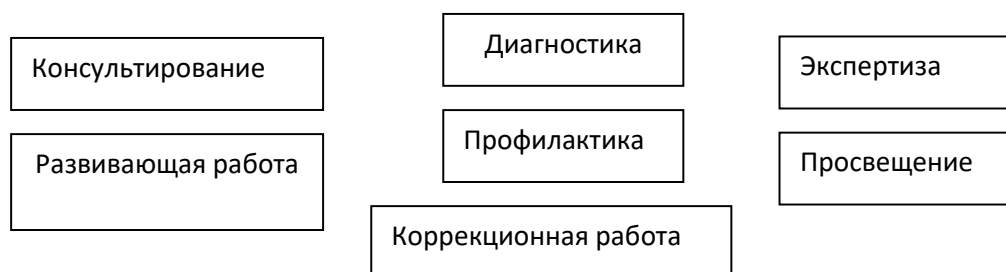 Диагностика
Консультирование
Экспертиза
Профилактика
Развивающая работа
Просвещение
Коррекционная работа